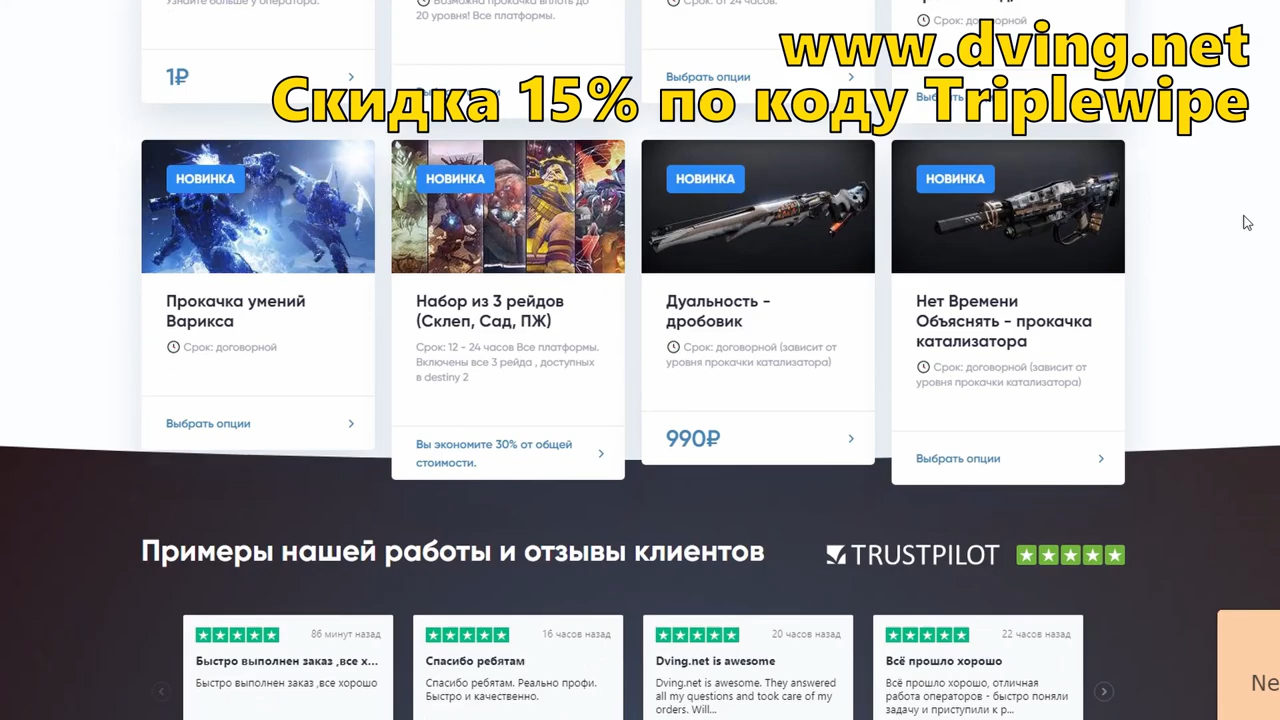 Узнайте больше у оператора.
Возможна прокачка вплоть до
20 уровня! Все платформы.
Срок: от 24 часов.
Срок: договорной
www.dving.net
1₽
Выбрать опции
Скидка 15% по коду Triplewipe
НОВИНКА
НОВИНКА
НОВИНКА
НОВИНКА
Прокачка умений
Варикса
Срок: договорной
Выбрать опции
Набор из 3 рейдов
(Склеп, Сад, ПЖ)
Срок: 12 - 24 часов Все платформы.
Включены все 3 рейда , доступных
в destiny 2
Вы экономите 30% от общей
стоимости.
Дуальность -
дробовик
Срок: договорной (зависит от
уровня прокачки катализатора)
990₽
Нет Времени
Объяснять - прокачка
катализатора
Срок: договорной (зависит от
уровня прокачки катализатора)
Выбрать опции
Примеры нашей работы и отзывы клиентов
TRUSTPILOT
86 минут назад
Быстро выполнен заказ ,все х...
Быстро выполнен заказ ,все хорошо
16 часов назад
Спасибо ребятам
Спасибо ребятам. Реально профи.
Быстро и качественно.
20 часов назад
Dving.net is awesome
Dving.net is awesome. They answered
all my questions and took care of my
orders. Will...
22 часов назад
Всё прошло хорошо
Всё прошло хорошо, отличная
работа операторов - быстро поняли
задачу и приступили к р...
Ne